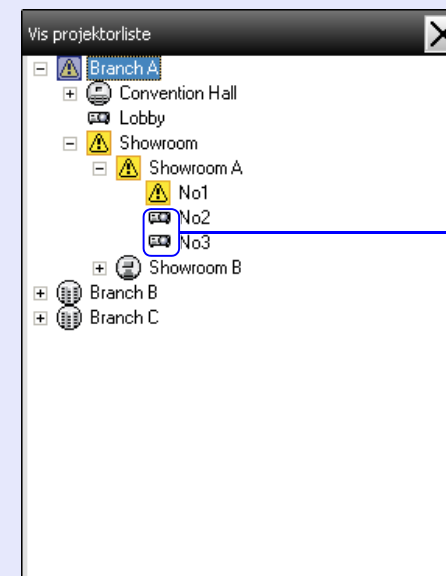 Vis projektorliste
Branch A
Convention Hall
Lobby
Showroom
Showroom A
No1
No2
No3
Showroom B
Branch B
Branch C